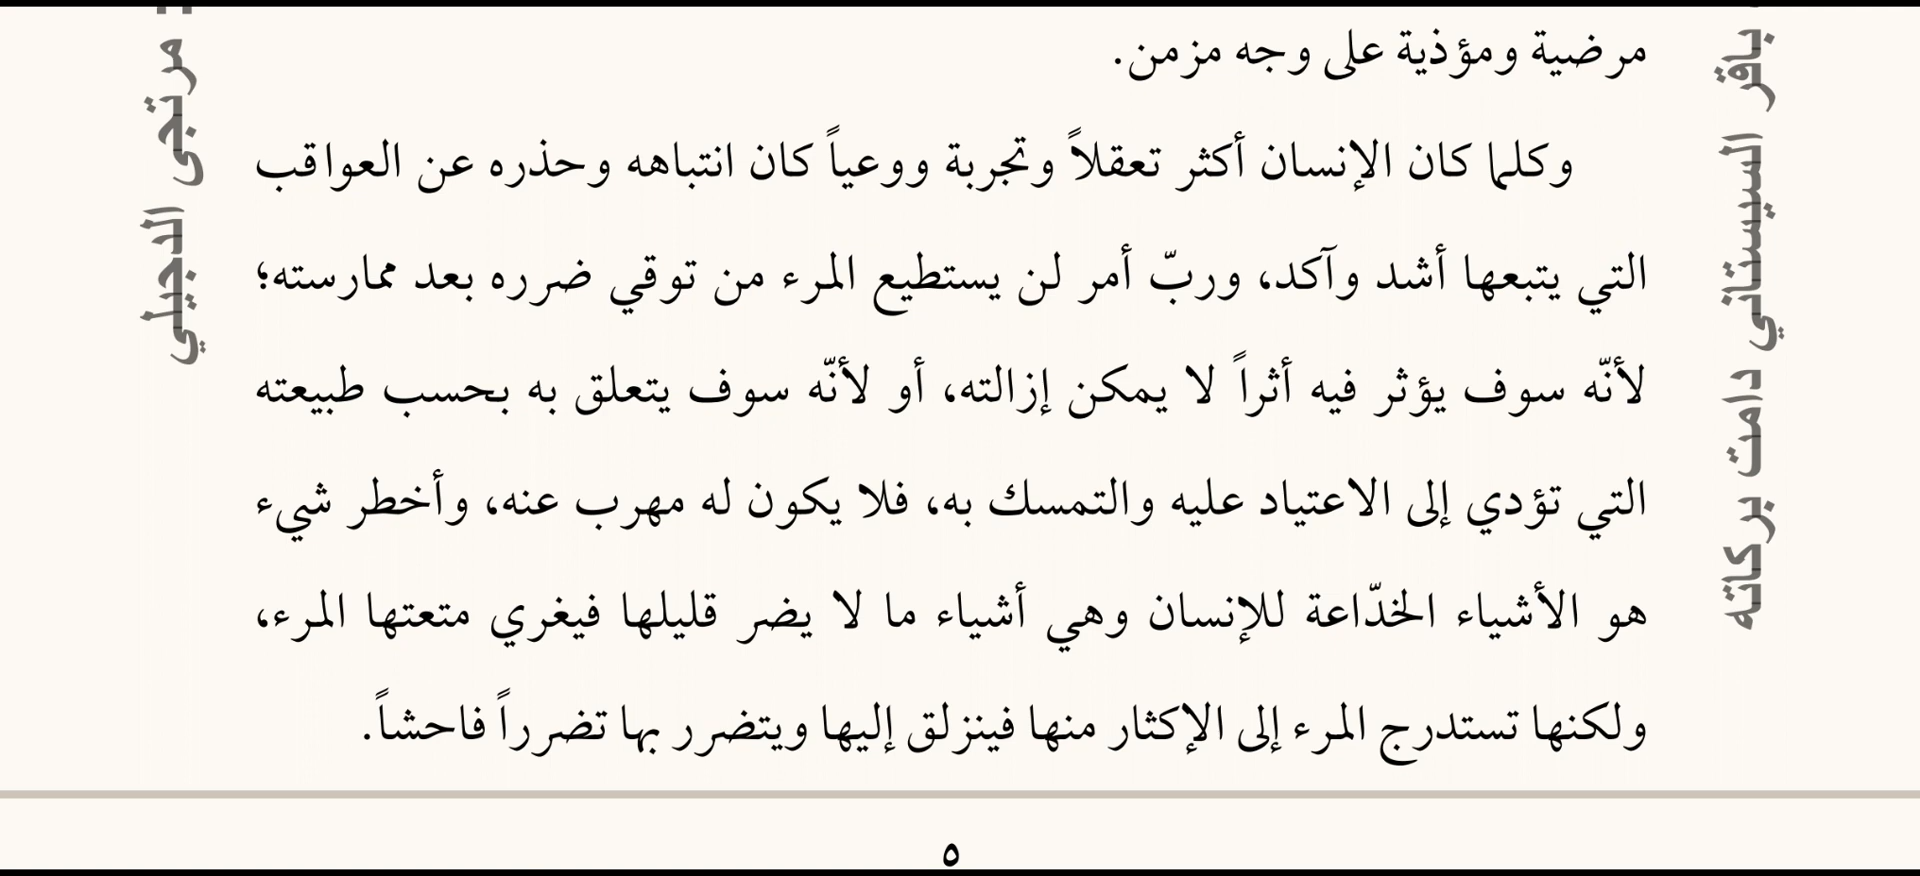 مرضية ومؤذية على وجه مزمن.
وكلما كان الإنسان أكثر تعقلاً وتجربة ووعياً كان انتباهه وحذره عن العواقب
التي يتبعها أشد وآكد، وربّ أمر لن يستطيع المرء من توقي ضرره بعد ممارسته؛
لأنّه سوف يؤثر فيه أثراً لا يمكن إزالته، أو لأنّه سوف يتعلق به بحسب طبيعته
التي تؤدي إلى الاعتياد عليه والتمسك به، فلا يكون له مهرب عنه، وأخطر شيء
هو الأشياء الخدّاعة للإنسان وهي أشياء ما لا يضر قليلها فيغري متعتها المرء،
ولكنها تستدرج المرء إلى الإكثار منها فينزلق إليها ويتضرر بها تضرراً فاحشاً.
٥
باقر السيستاني دامت بركاته
: مرتجى الدجيلي